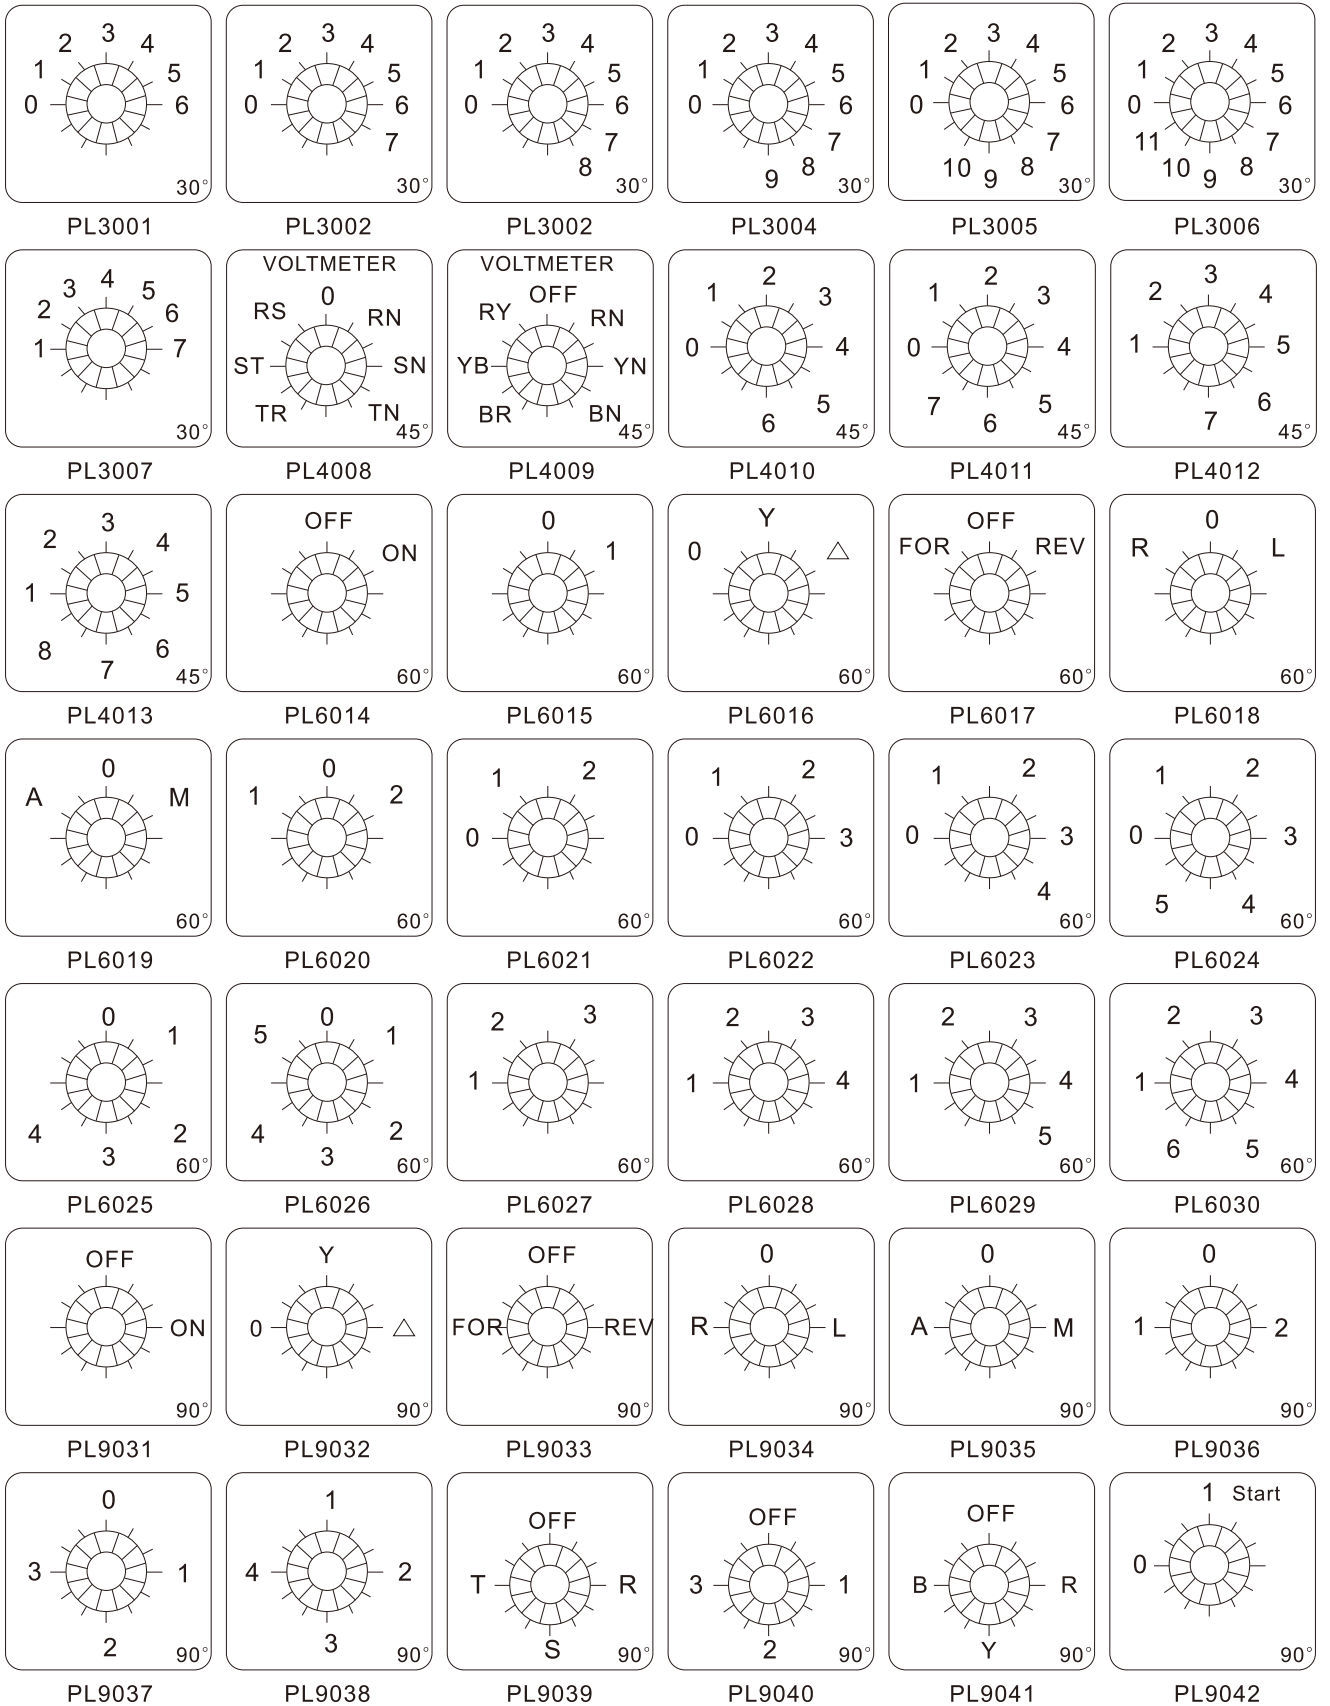 3 3 3 3 3 3
2 4 2 4 2 4 2 4 2 4 2 4
1 5 1 5 1 5 1 5 1 5 1 5
0 6 0 6 0 6 0 6 0 6 0 6
7 7 7 7 11 7
8 9 8 10 9 8 10 9 8
30° 30° 30° 30° 30° 30°
PL3001 PL3002 PL3002 PL3004 PL3005 PL3006
VOLTMETER VOLTMETER
3 4 5 0 OFF 2 2 3
2 6 RS RN RY RN 1 3 1 3 2 4
1 7 ST SN YB YN 0 4 0 4 1 5
TR TN BR BN 5 7 5 6
6 6 7
30° 45° 45° 45° 45° 45°
PL3007 PL4008 PL4009 PL4010 PL4011 PL4012
3 OFF 0 Y OFF 0
2 4 ON 1 0 △ FOR REV R L
1 5
8 7 6
45° 60° 60° 60° 60° 60°
PL4013 PL6014 PL6015 PL6016 PL6017 PL6018
0 0 1 2 1 2 1 2 1 2
A M 1 2
0 0 3 0 3 0 3
4 5 4
60° 60° 60° 60° 60° 60°
PL6019 PL6020 PL6021 PL6022 PL6023 PL6024
0 0 2 3 2 3 2 3 2 3
1 5 1
1 1 4 1 4 1 4
4 2 4 2 5 6 5
3 3
60° 60° 60° 60° 60° 60°
PL6025 PL6026 PL6027 PL6028 PL6029 PL6030
OFF Y OFF 0 0 0
ON 0 △ FOR REV R L A M 1 2
90° 90° 90° 90° 90° 90°
PL9031 PL9032 PL9033 PL9034 PL9035 PL9036
0 1 OFF OFF OFF 1 Start
3 1 4 2 T R 3 1 B R 0
2 3 S 2 Y
90° 90° 90° 90° 90° 90°
PL9037 PL9038 PL9039 PL9040 PL9041 PL9042